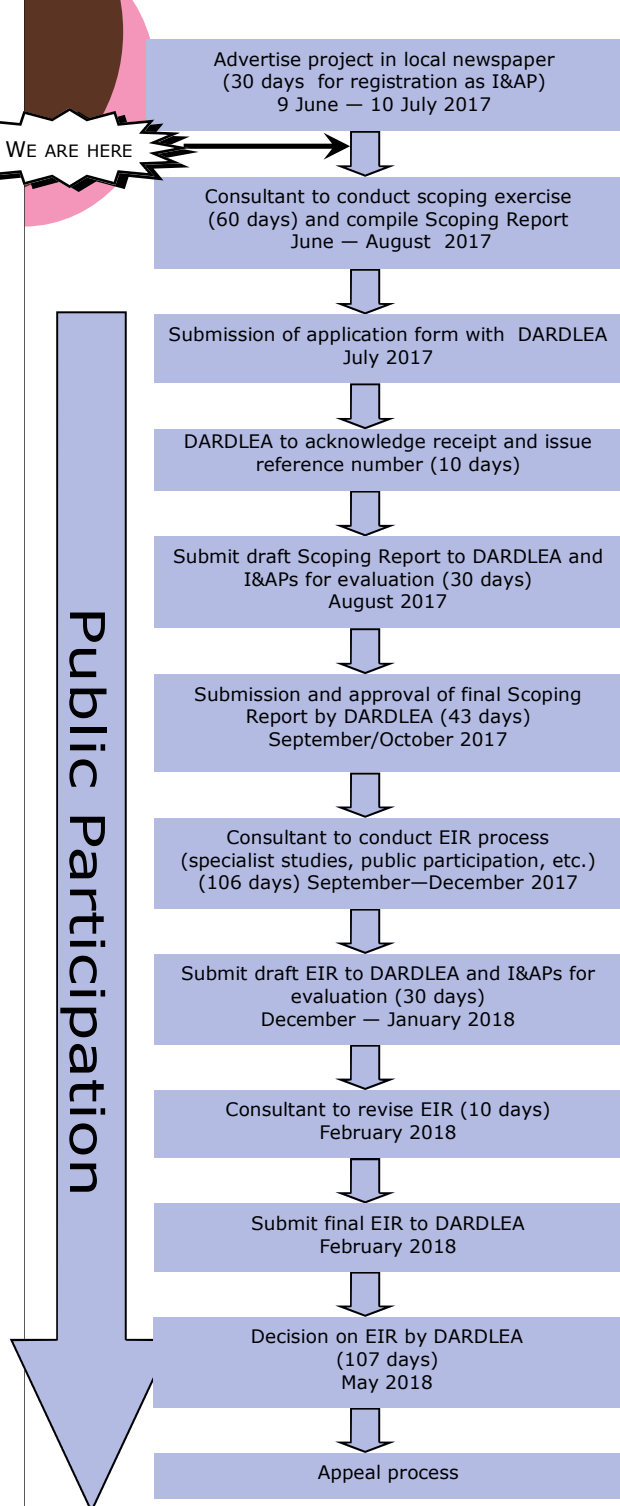 Advertise project in local newspaper
(30 days for registration as I&AP)
9 June — 10 July 2017
WE ARE HERE
Consultant to conduct scoping exercise
(60 days) and compile Scoping Report
June — August 2017
Submission of application form with DARDLEA
July 2017
DARDLEA to acknowledge receipt and issue
reference number (10 days)
Submit draft Scoping Report to DARDLEA and
I&APs for evaluation (30 days)
August 2017
Submission and approval of final Scoping
Report by DARDLEA (43 days)
September/October 2017
Consultant to conduct EIR process
(specialist studies, public participation, etc.)
(106 days) September—December 2017
Submit draft EIR to DARDLEA and I&APs for
evaluation (30 days)
December — January 2018
Consultant to revise EIR (10 days)
February 2018
Submit final EIR to DARDLEA
February 2018
Decision on EIR by DARDLEA
(107 days)
May 2018
Appeal process
Public Participation